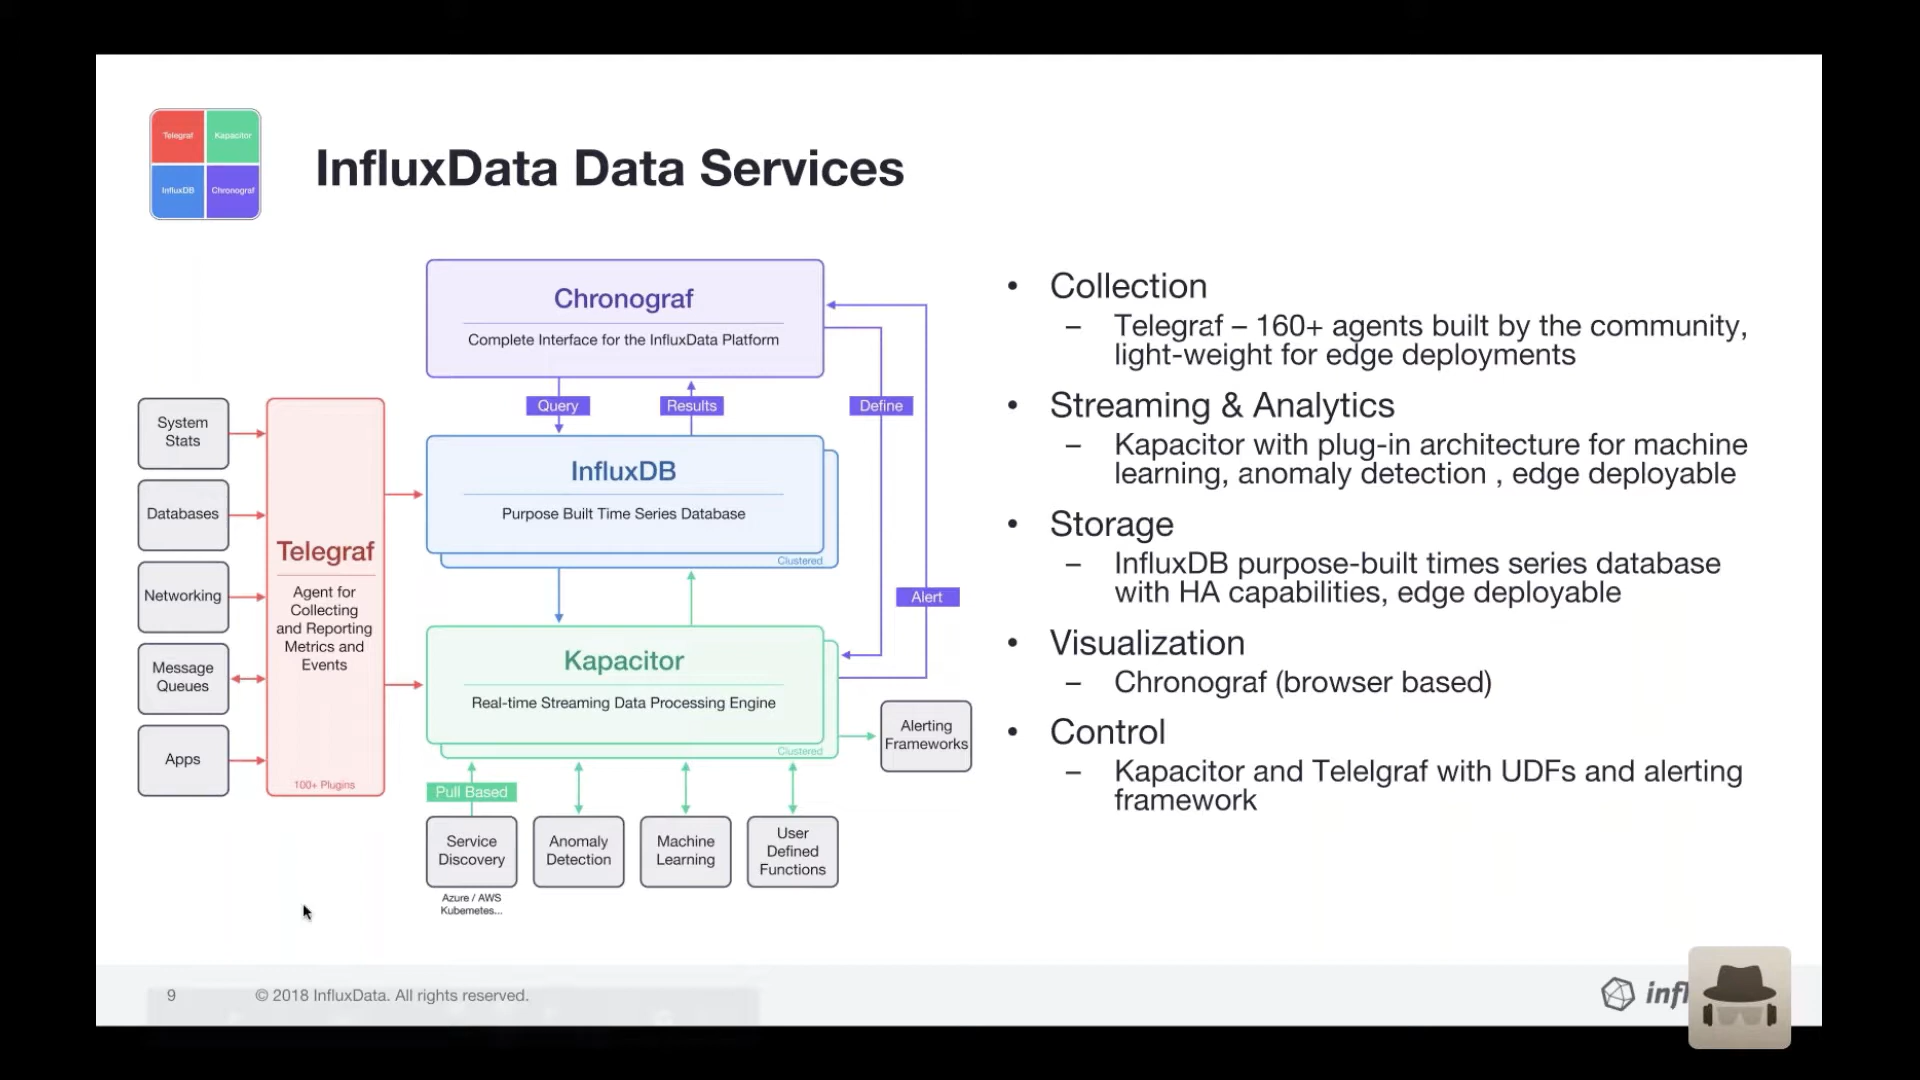 Telegraf
Kapacitor
InfluxDB
Chronograf
InfluxData Data Services
Chronograf
Complete Interface for the InfluxData Platform
Query
Results
Define
System
Stats
Databases
Networking
Message
Queues
Apps
Telegraf
Agent for
Collecting
and Reporting
Metrics and
Events
100+ Plugins
InfluxDB
Purpose Built Time Series Database
Clustered
Alert
Kapacitor
Real-time Streaming Data Processing Engine
Clustered
Alerting
Frameworks
Pull Based
Service
Discovery
Azure / AWS
Kubernetes...
Anomaly
Detection
Machine
Learning
User
Defined
Functions
• Collection
– Telegraf – 160+ agents built by the community,
light-weight for edge deployments
• Streaming & Analytics
– Kapacitor with plug-in architecture for machine
learning, anomaly detection , edge deployable
• Storage
– InfluxDB purpose-built times series database
with HA capabilities, edge deployable
• Visualization
– Chronograf (browser based)
• Control
– Kapacitor and Telelgraf with UDFs and alerting
framework
9
© 2018 InfluxData. All rights reserved.